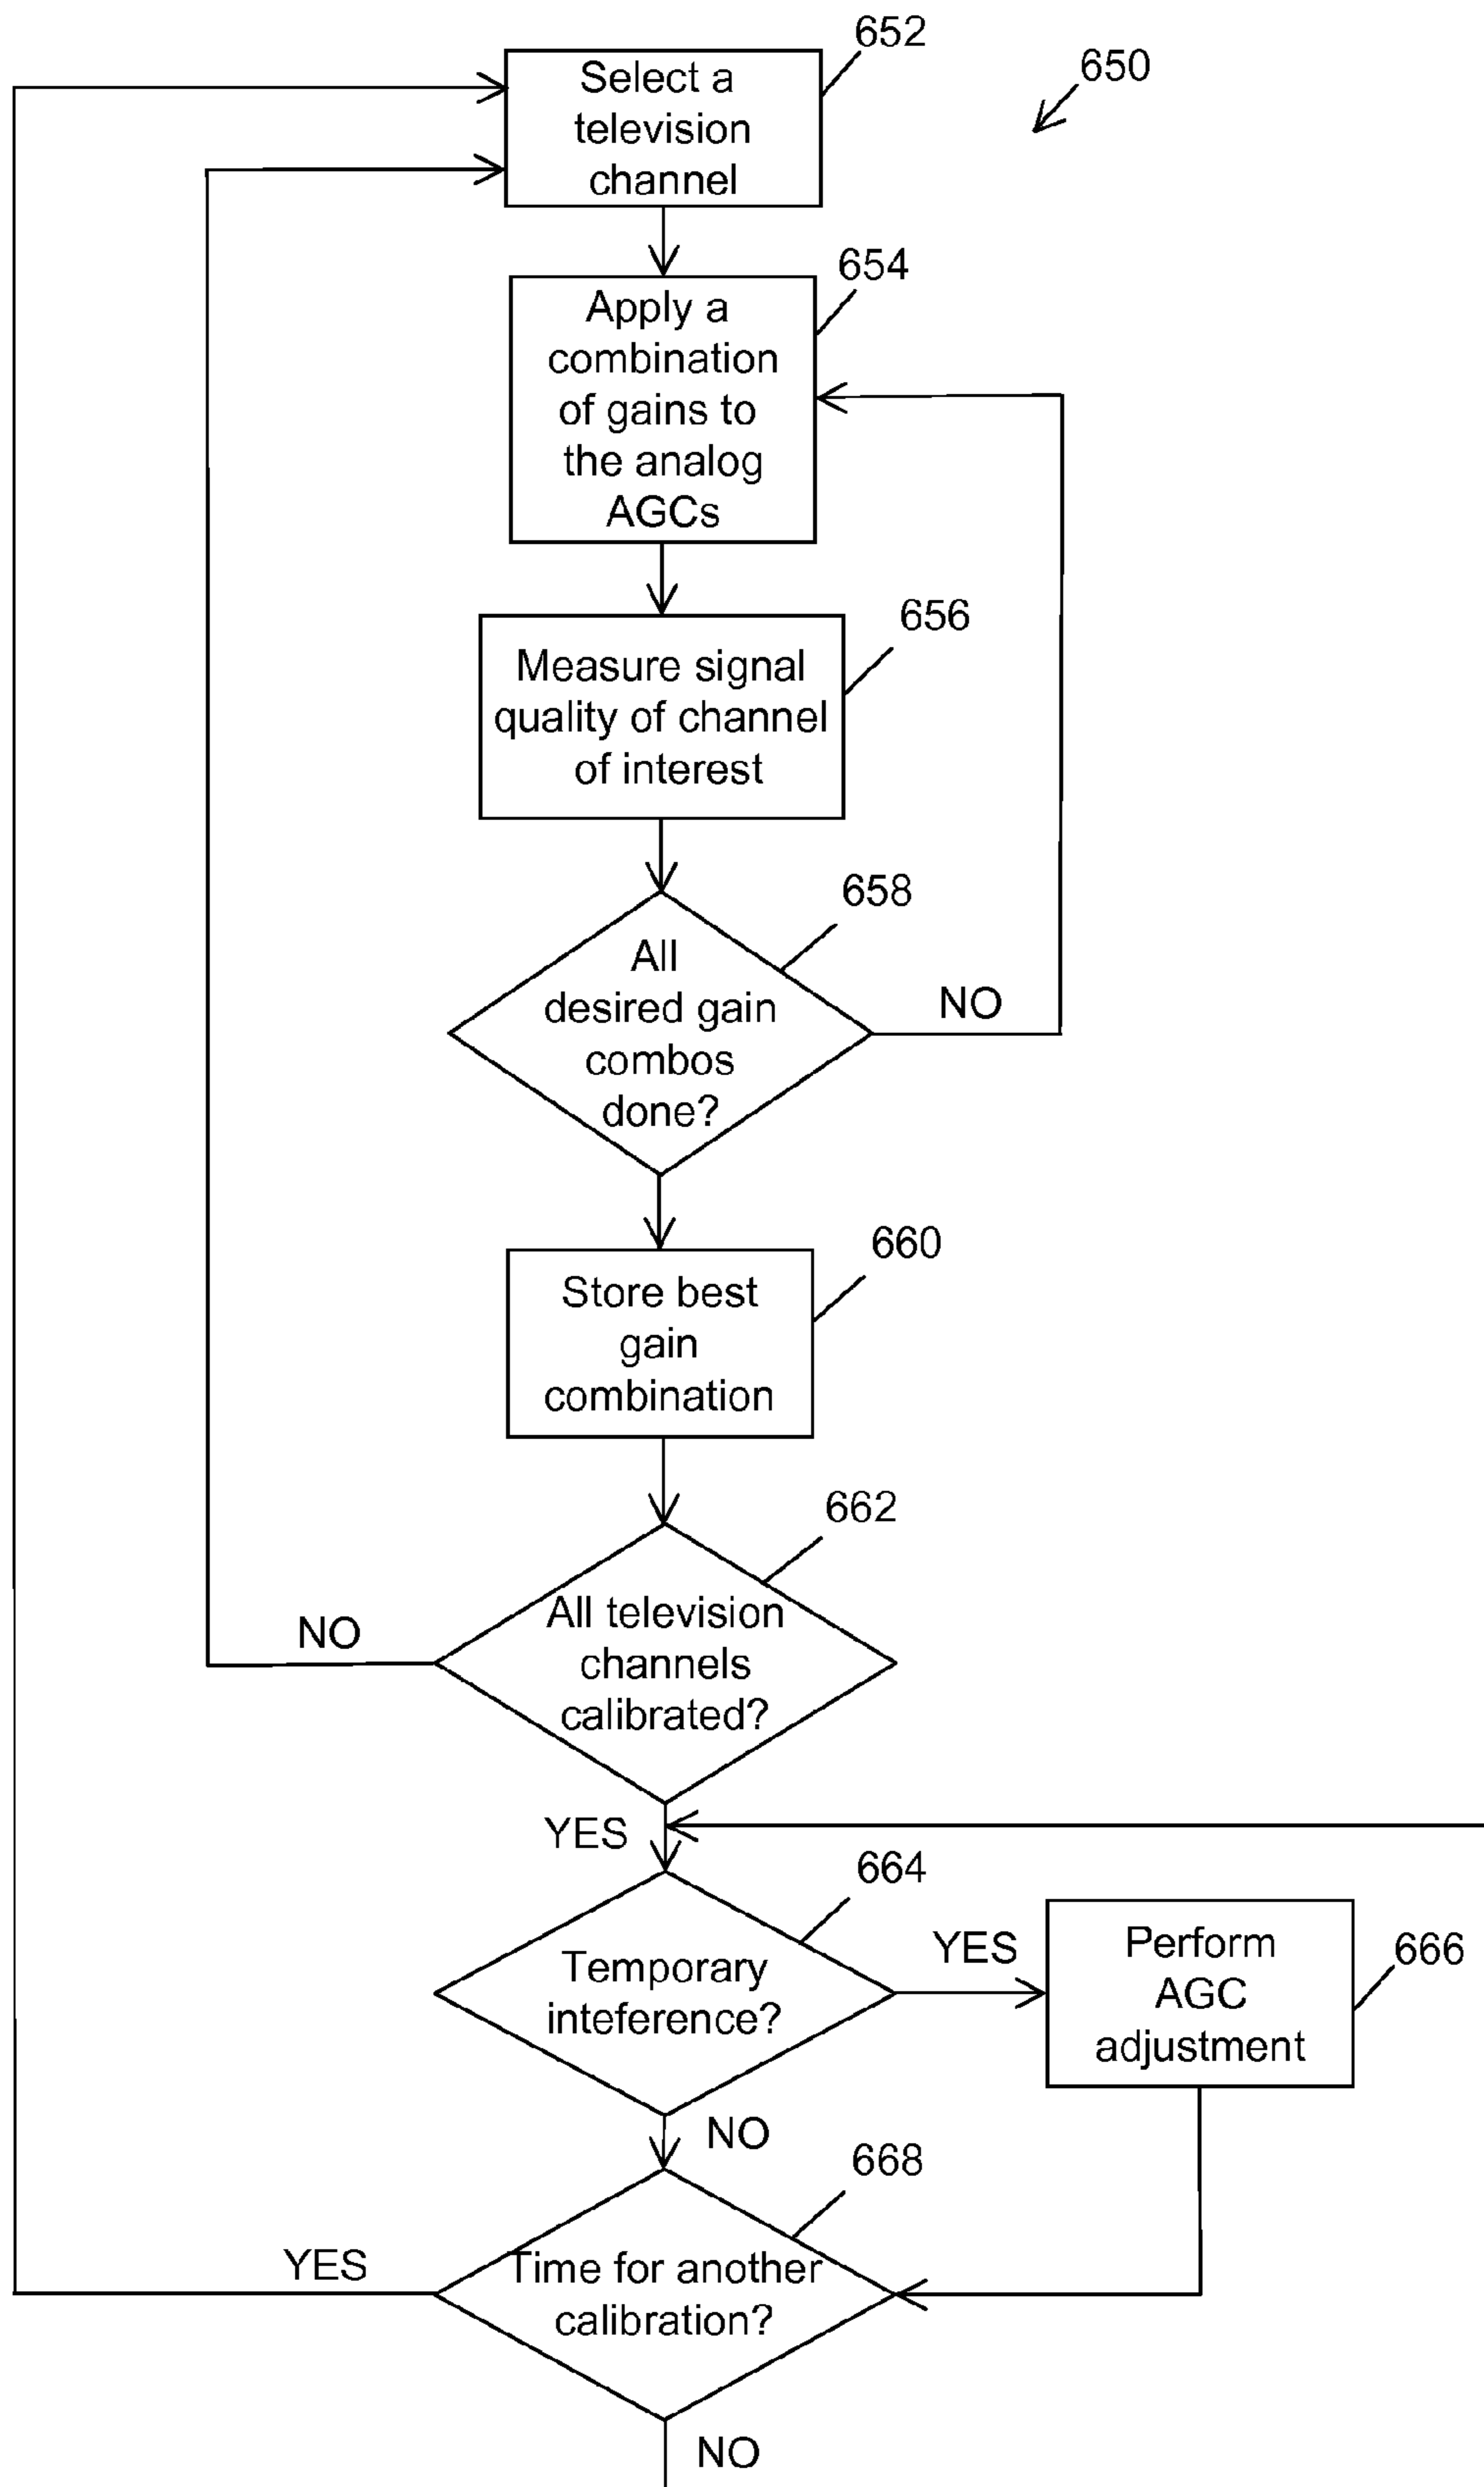 652
650
Select a
television
channel
654
Apply a
combination
of gains to
the analog
AGCs
656
Measure signal
quality of channel
of interest
658
All
desired gain
combos
done?
NO
660
Store best
gain
combination
662
All television
channels
calibrated?
NO
YES
664
Temporary
inteference?
YES
Perform
AGC
adjustment
666
NO
668
Time for another
calibration?
YES
NO